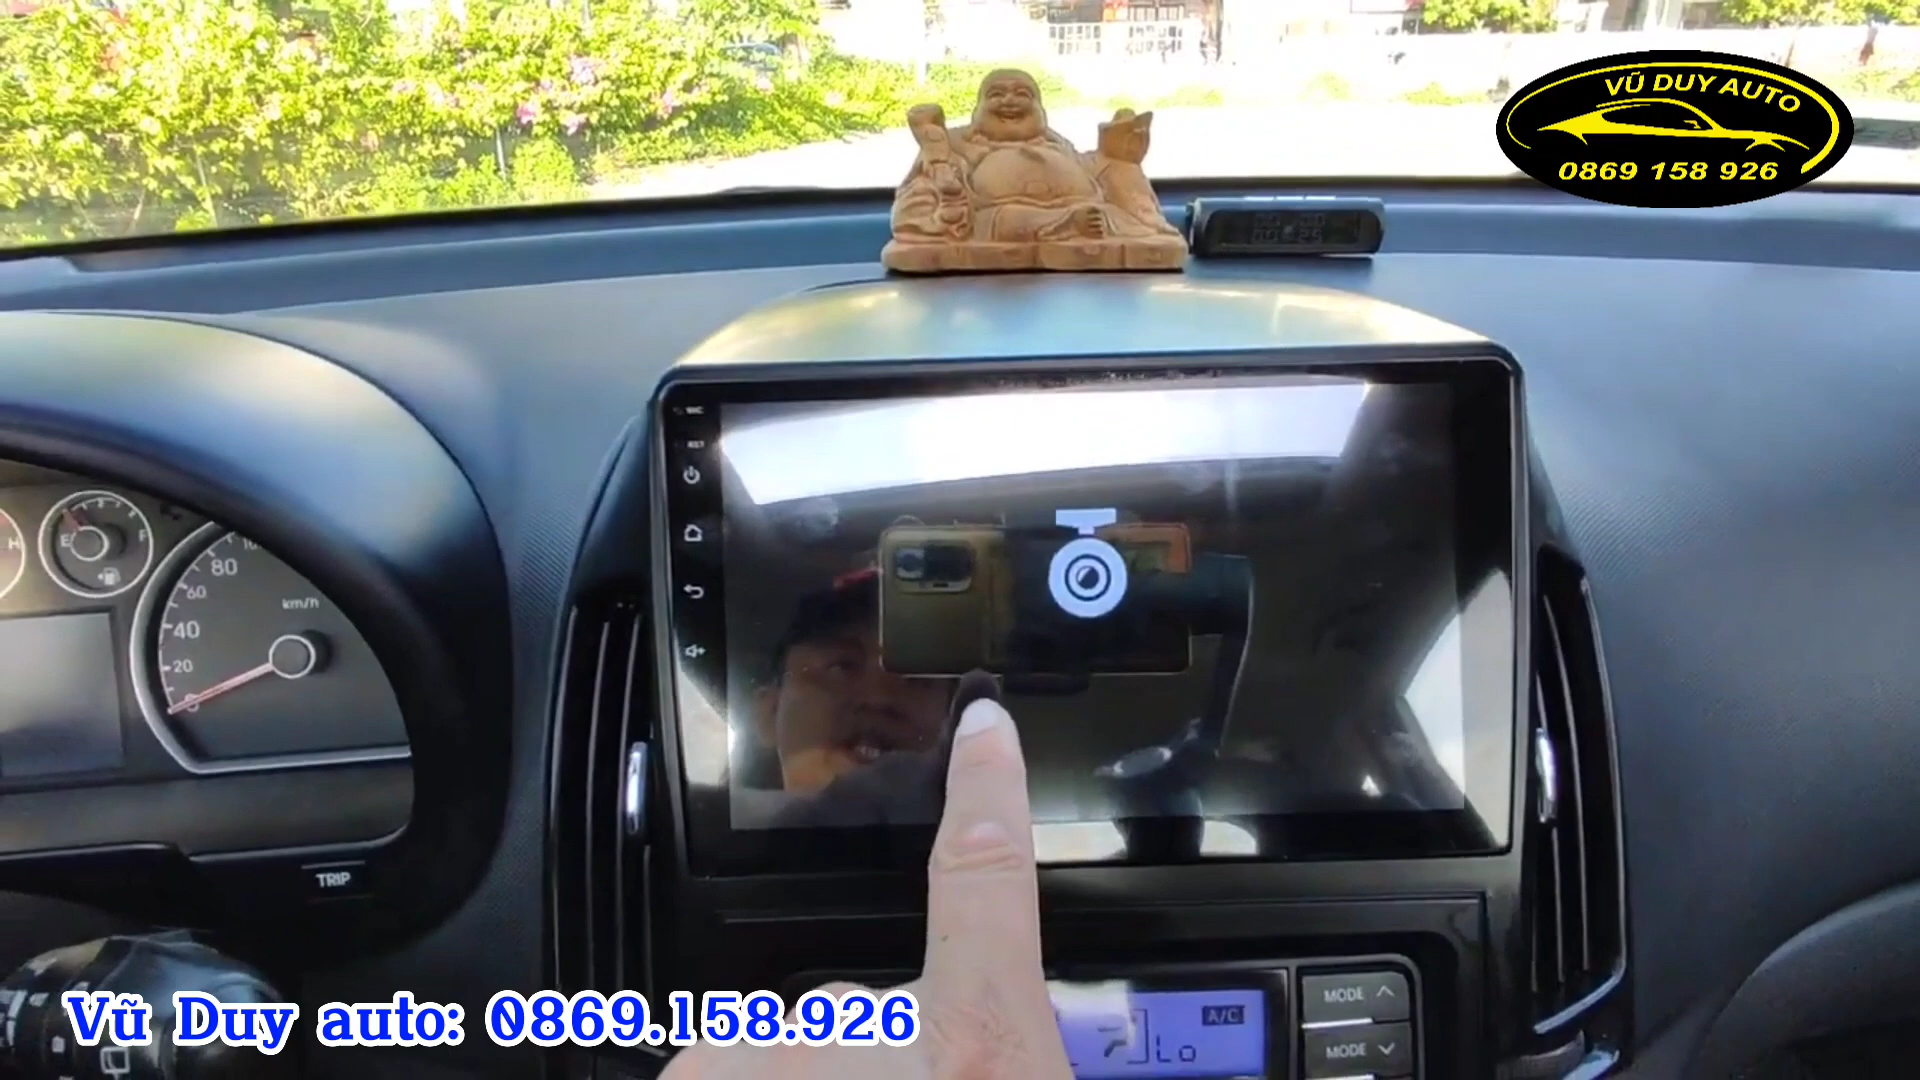 VŨ DUY AUTO
0869 158 926
MIC
RST
H
E
F
80
60
40
20
0
km/h
TRIP
MODE
A/C
Lo
MODE
Vũ Duy auto: 0869.158.926